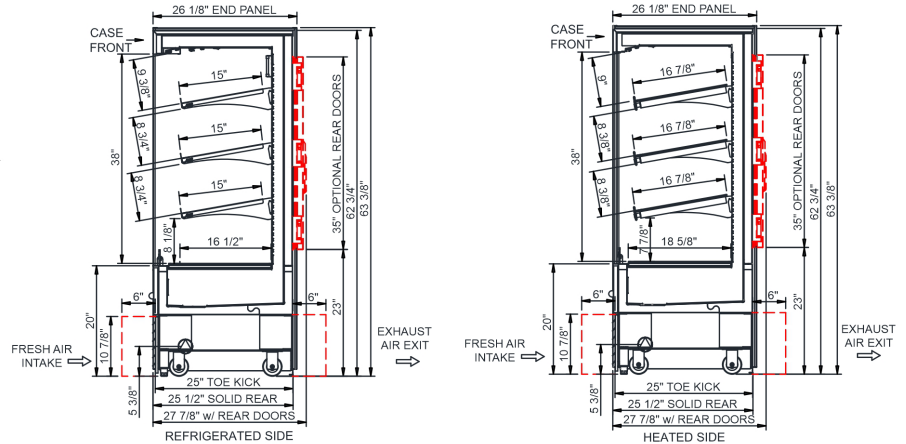 26 1/8" END PANEL
CASE
FRONT
15"
9 3/8"
15"
8 3/4"
15"
8 3/4"
38"
8 1/8"
16 1/2"
35" OPTIONAL REAR DOORS
62 3/4"
63 3/8"
6"
6"
23"
20"
10 7/8"
FRESH AIR
INTAKE
EXHAUST
AIR EXIT
5 3/8"
25" TOE KICK
25 1/2" SOLID REAR
27 7/8" w/ REAR DOORS
REFRIGERATED SIDE
26 1/8" END PANEL
CASE
FRONT
16 7/8"
9"
16 7/8"
8 3/8"
16 7/8"
8 3/8"
38"
7 7/8"
18 5/8"
35" OPTIONAL REAR DOORS
62 3/4"
63 3/8"
6"
6"
23"
20"
10 7/8"
FRESH AIR
INTAKE
EXHAUST
AIR EXIT
5 3/8"
25" TOE KICK
25 1/2" SOLID REAR
27 7/8" w/ REAR DOORS
HEATED SIDE